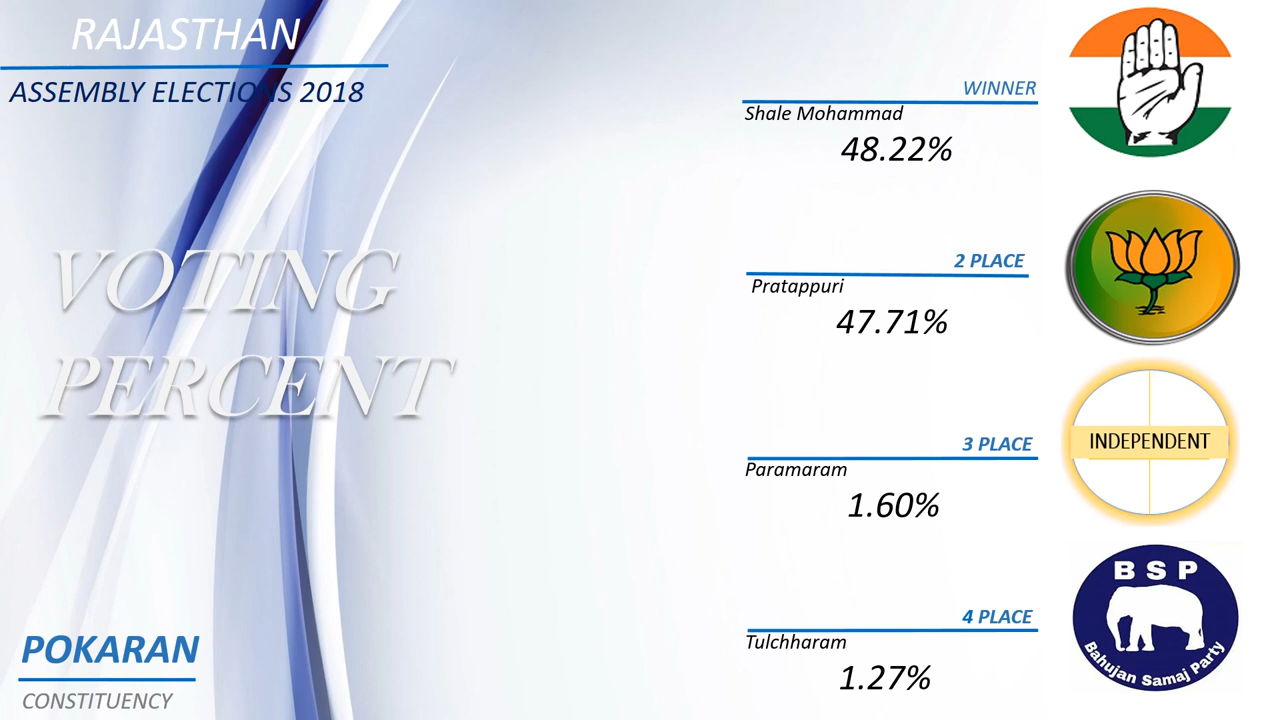 RAJASTHAN
ASSEMBLY ELECTIONS 2018
VOTING
PERCENT
POKARAN
CONSTITUENCY
WINNER
Shale Mohammad
48.22%
2 PLACE
Pratappuri
47.71%
3 PLACE
Paramaram
1.60%
INDEPENDENT
4 PLACE
Tulchharam
1.27%
BSP
Bahujan Samaj Party